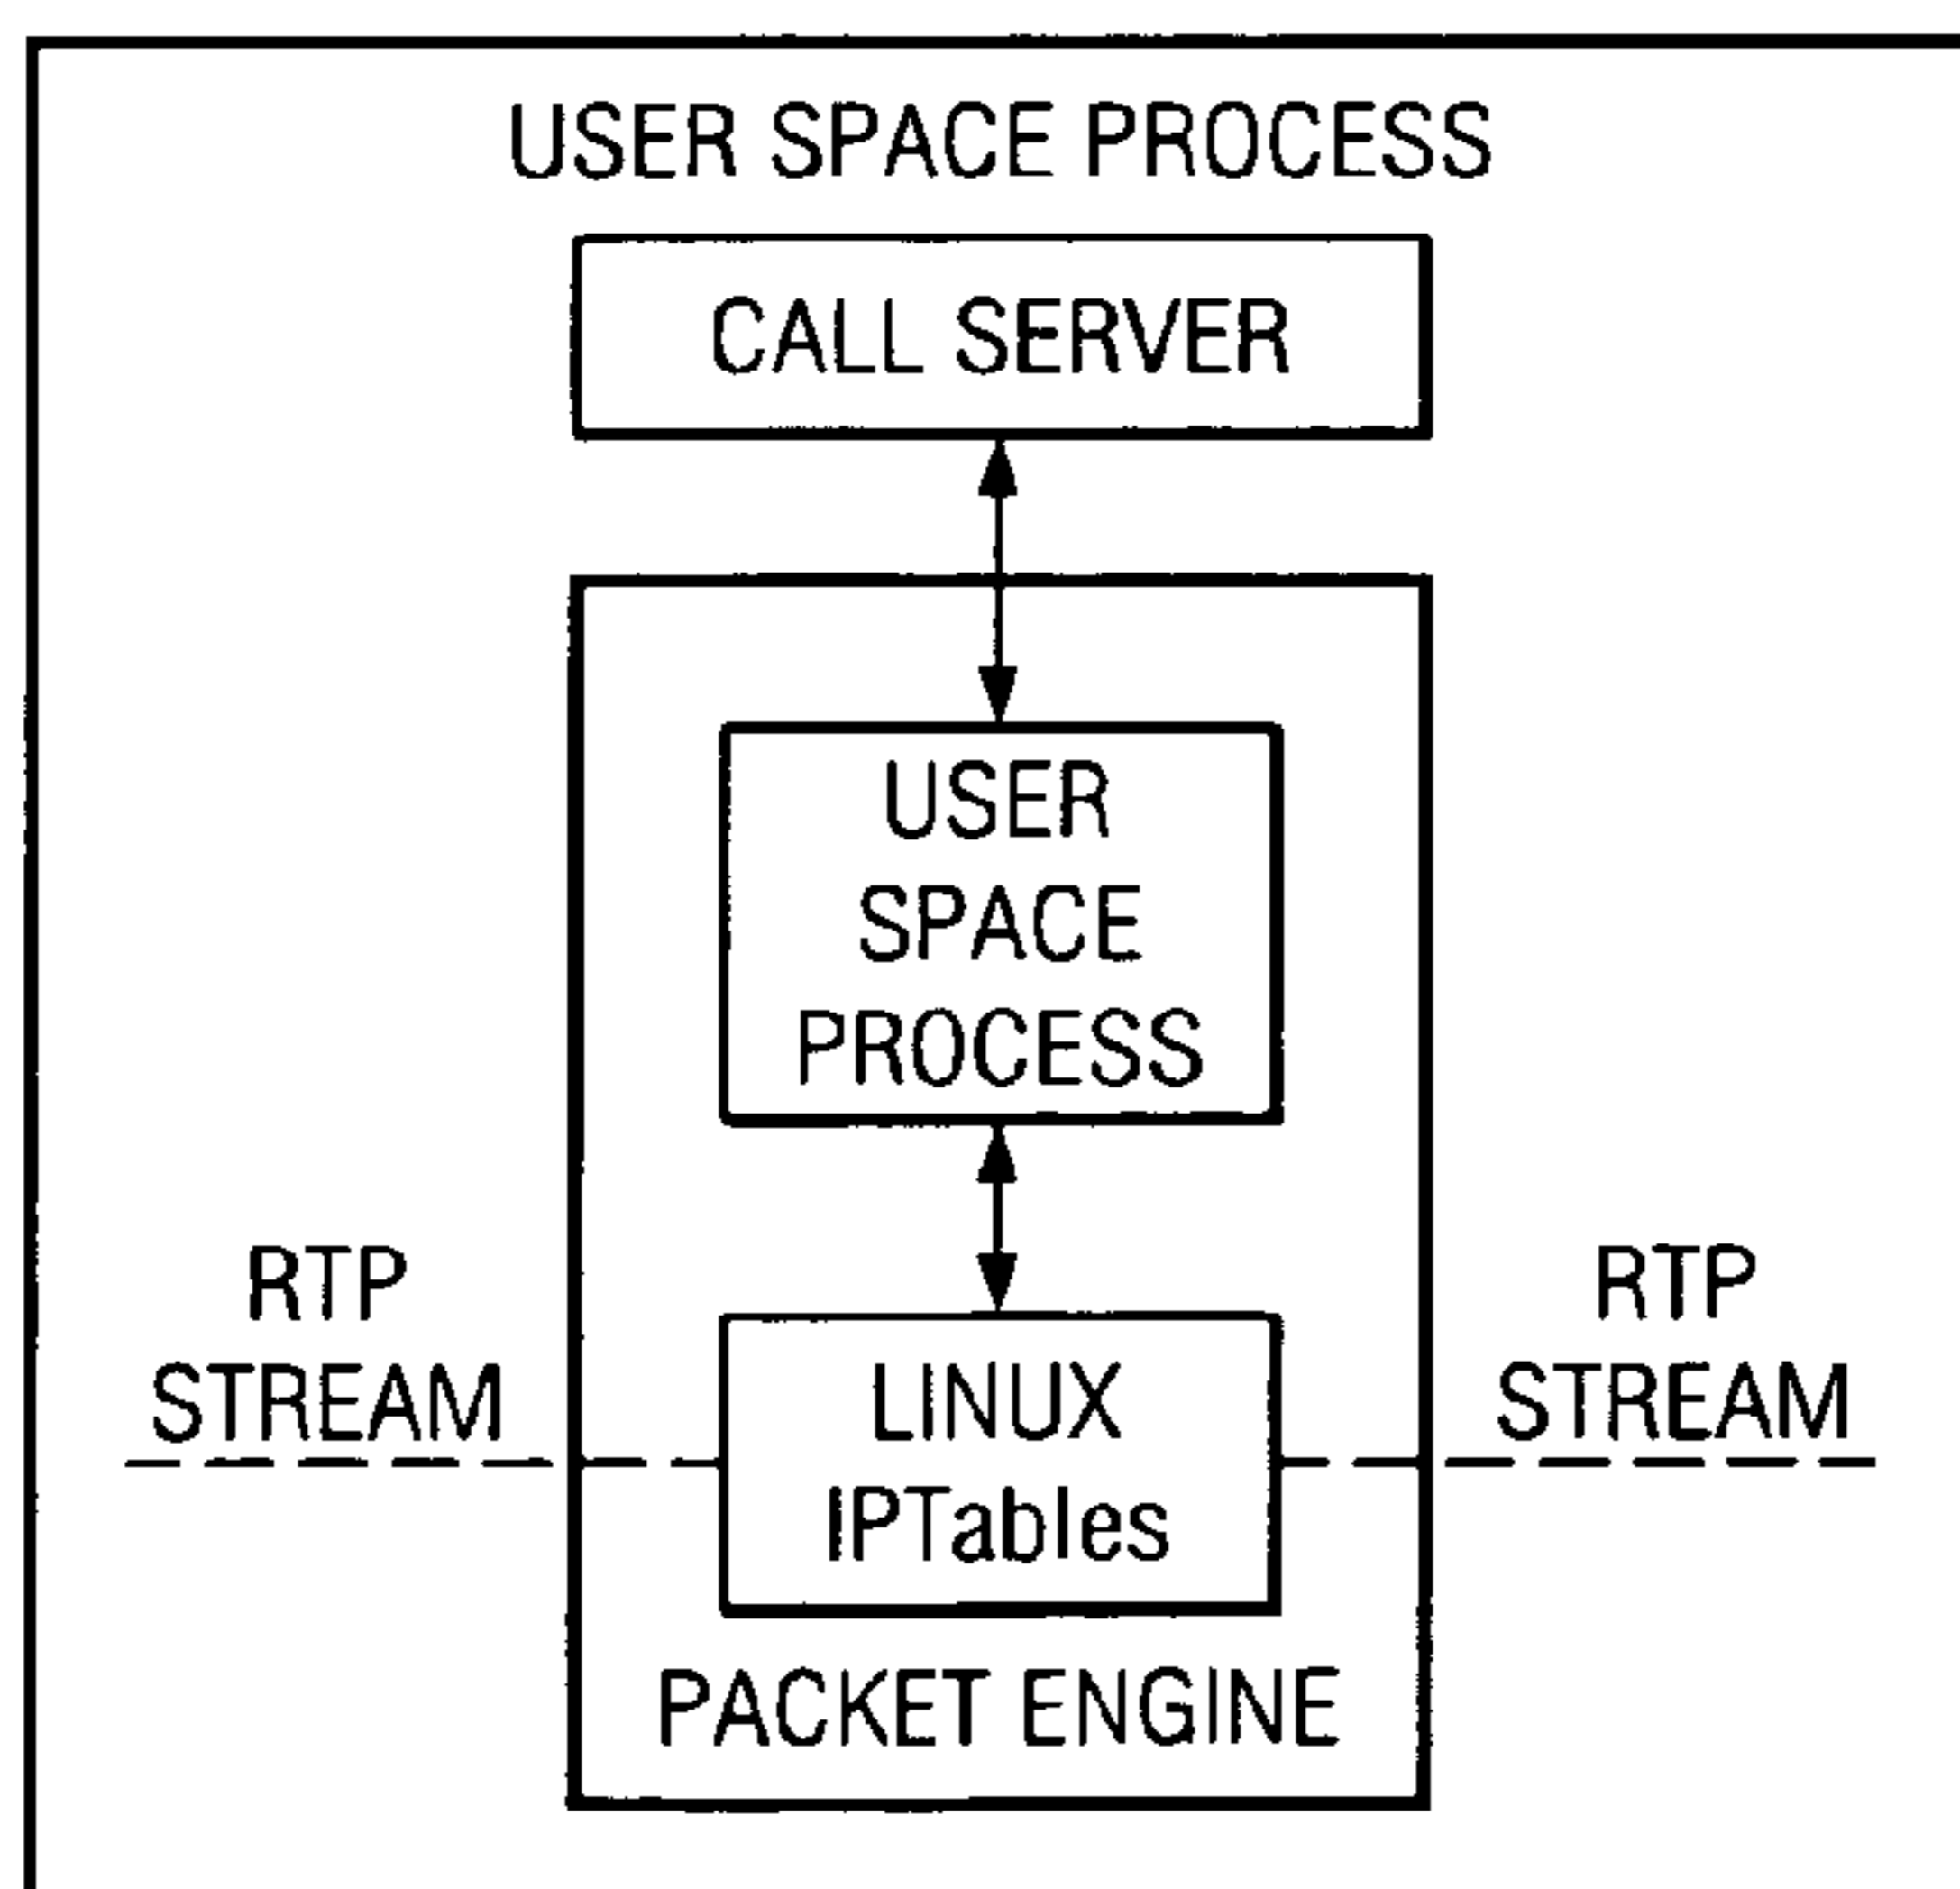 USER SPACE PROCESS
CALL SERVER
USER
SPACE
PROCESS
RTP
STREAM
RTP
STREAM
LINUX
IPTables
PACKET ENGINE